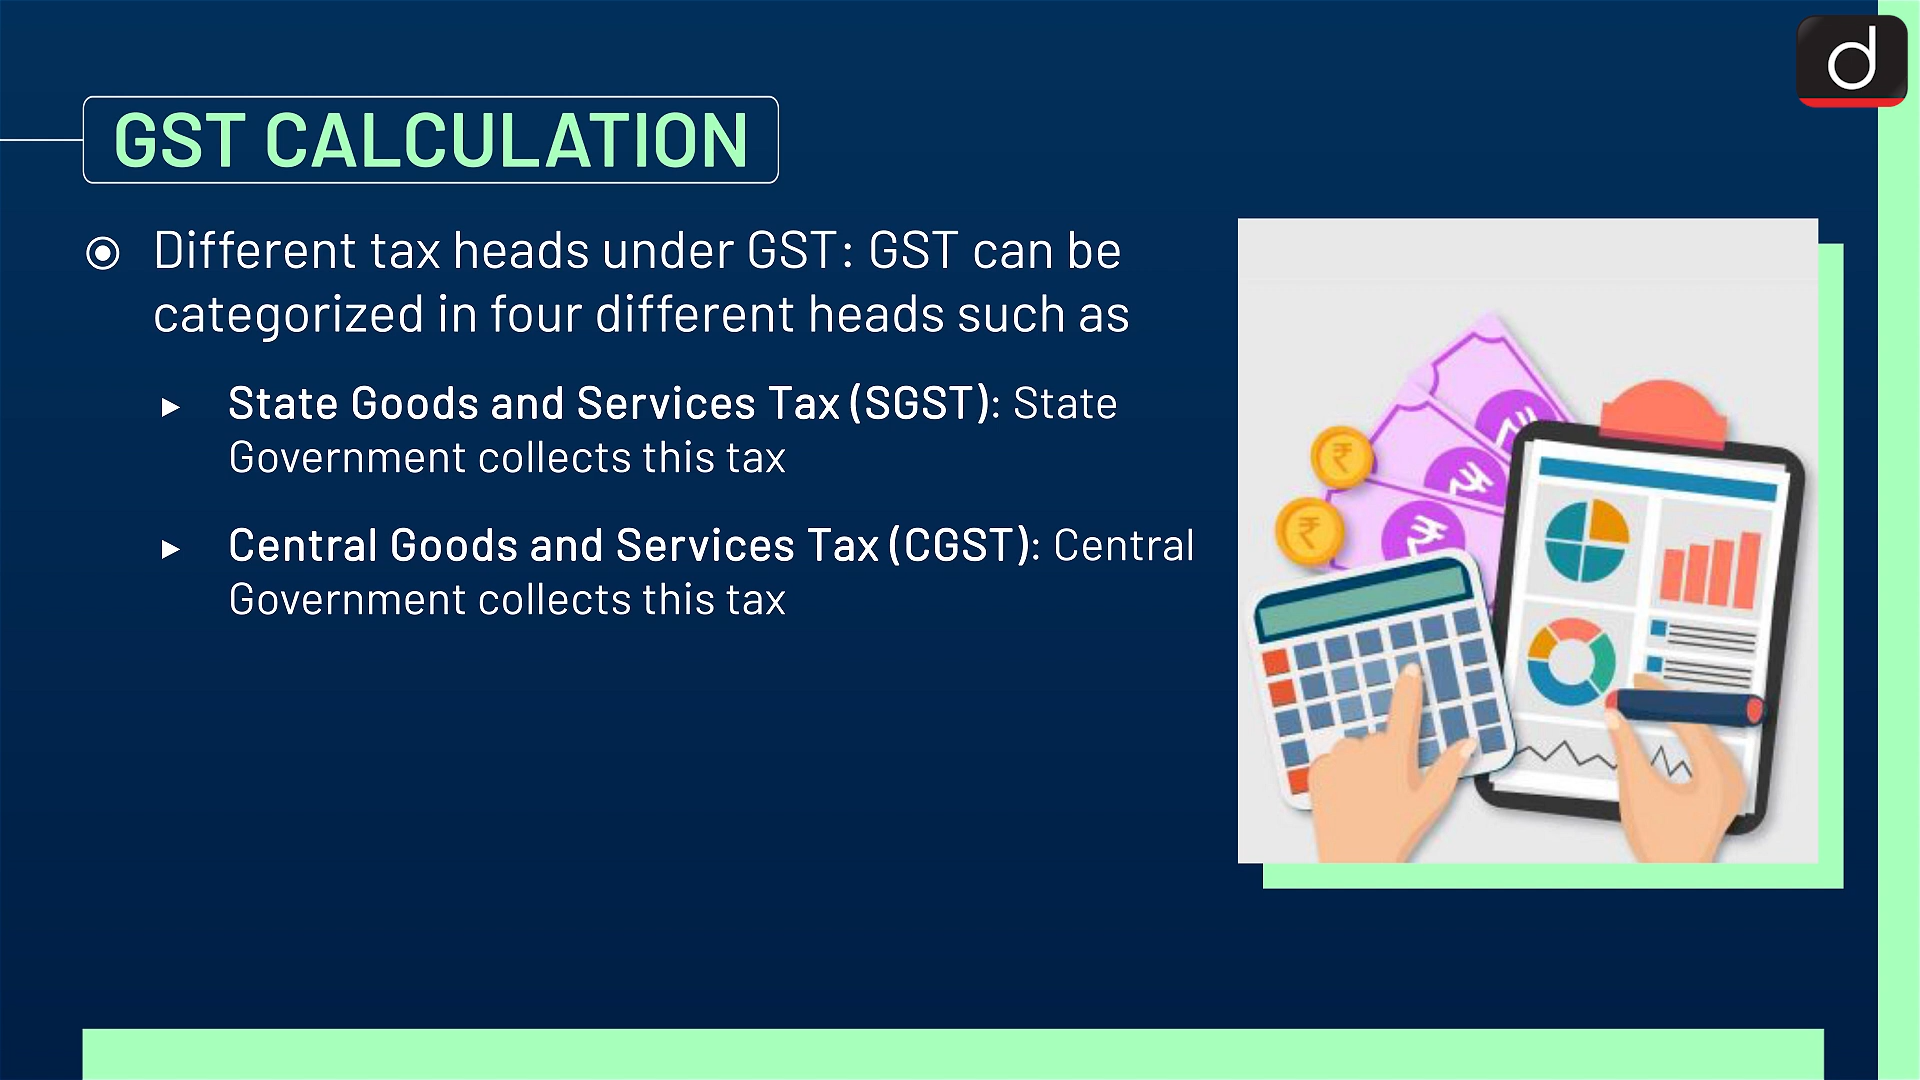 d
GST CALCULATION
Different tax heads under GST: GST can be
categorized in four different heads such as
State Goods and Services Tax (SGST): State
Government collects this tax
Central Goods and Services Tax (CGST): Central
Government collects this tax
₹
₹
₹
₹
₹